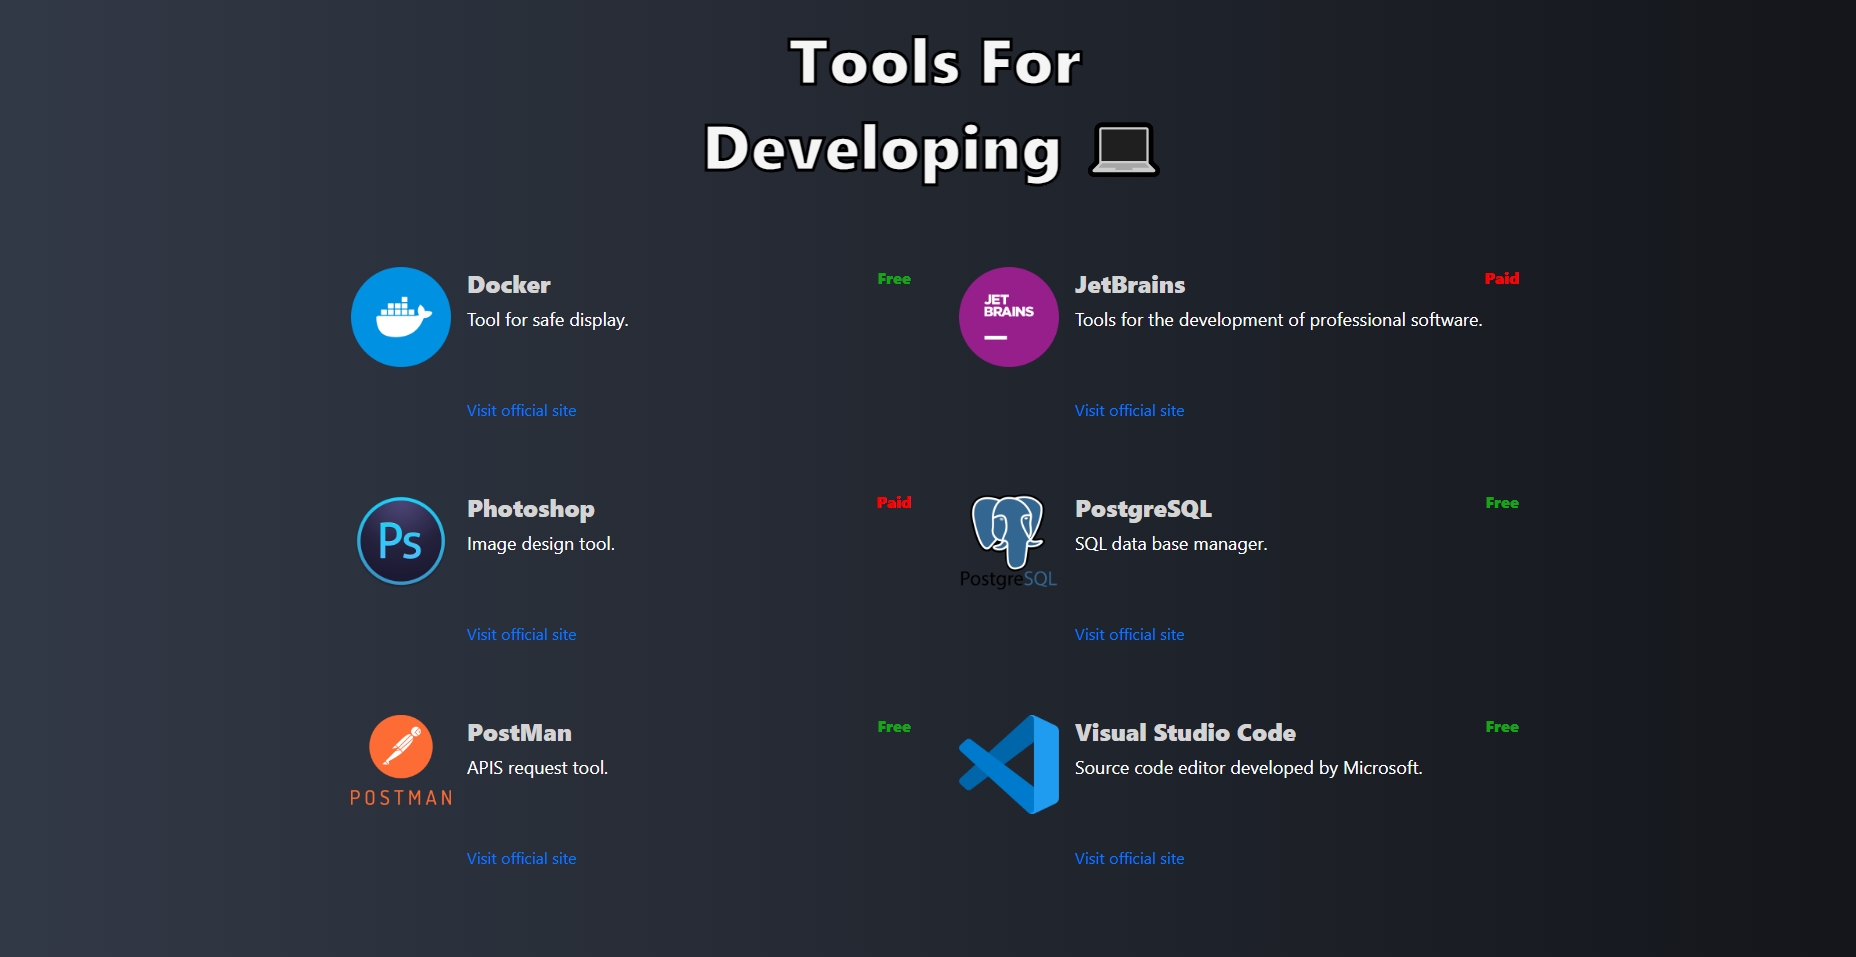 Tools For
Developing
Docker
Free
Tool for safe display.
Visit official site
JET
BRAINS
JetBrains
Paid
Tools for the development of professional software.
Visit official site
Ps
Photoshop
Paid
Image design tool.
Visit official site
PostgreSQL
PostgreSQL
Free
SQL data base manager.
Visit official site
POSTMAN
PostMan
Free
APIS request tool.
Visit official site
Visual Studio Code
Free
Source code editor developed by Microsoft.
Visit official site